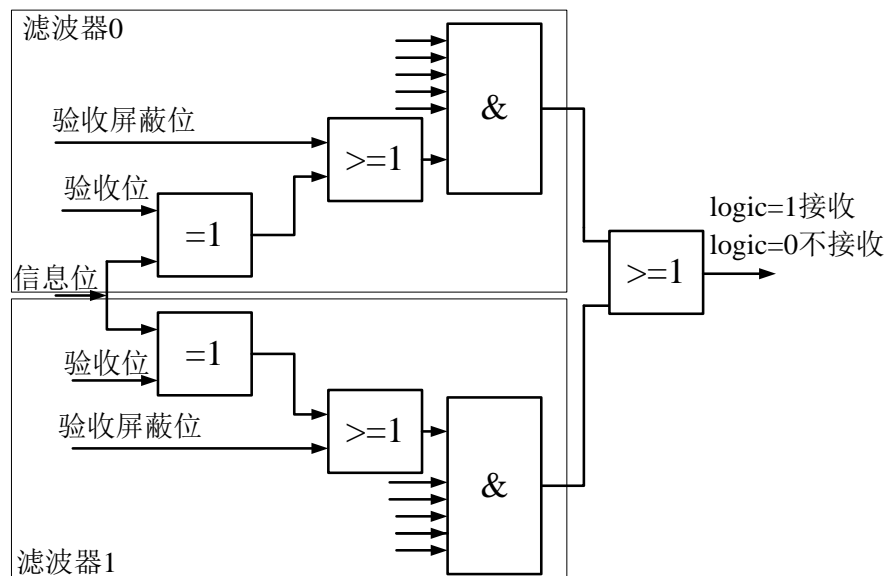 滤波器0
验收屏蔽位
&
>=1
验收位
=1
logic=1接收
logic=0不接收
信息位
>=1
=1
验收位
>=1
验收屏蔽位
&
滤波器1